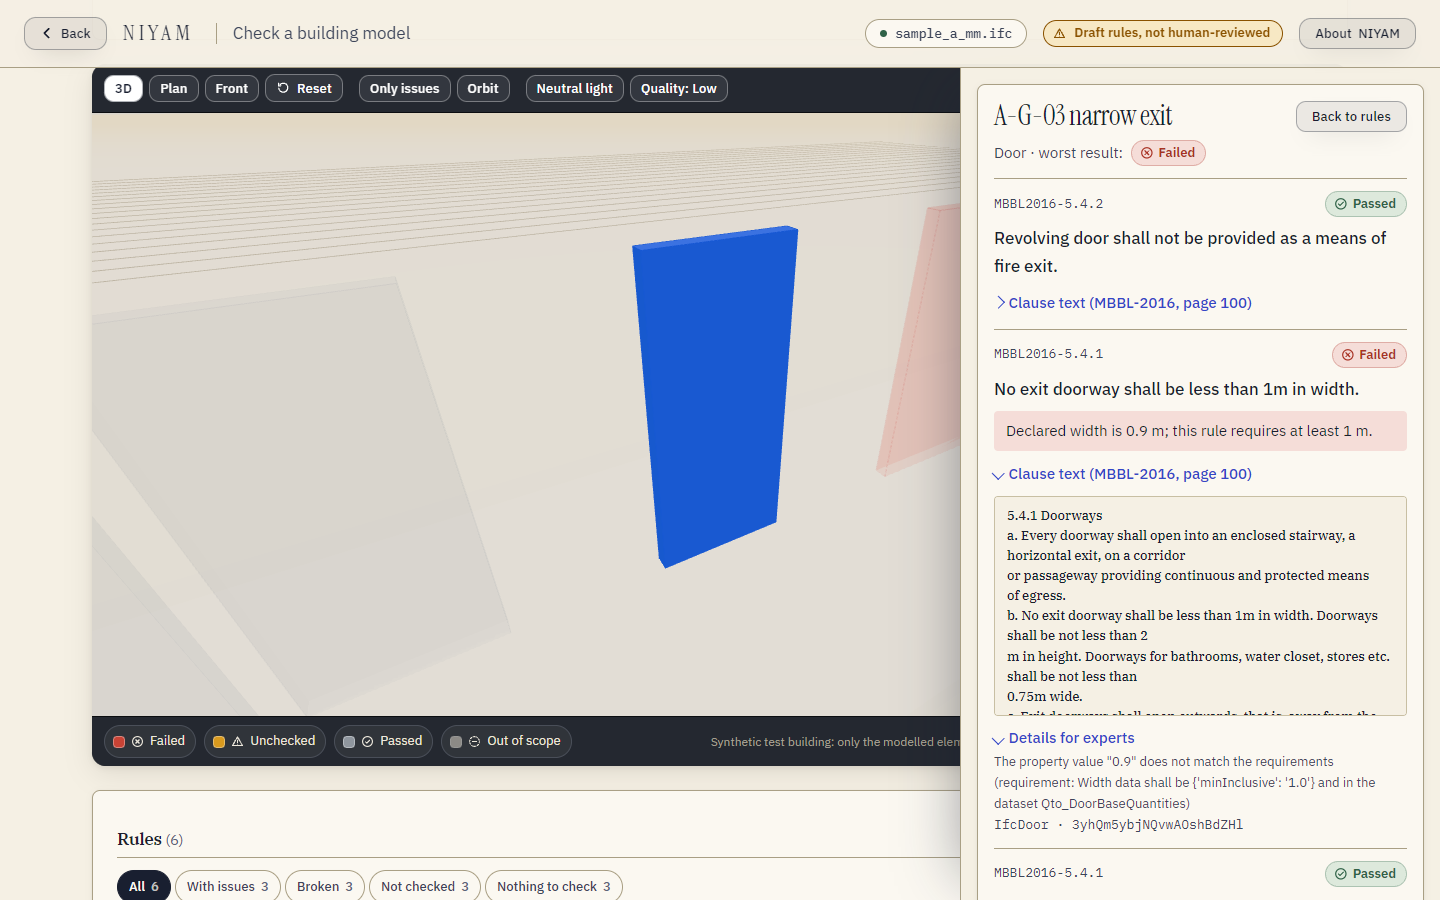 Back
NIYAM
Check a building model
sample_a_mm.ifc
Draft rules, not human-reviewed
About NIYAM
3D
Plan
Front
Reset
Only issues
Orbit
Neutral light
Quality: Low
Failed
Unchecked
Passed
Out of scope
Synthetic test building: only the modelled
Rules (6)
All 6
With issues 3
Broken 3
Not checked 3
Nothing to check 3
A-G-03 narrow exit
Back to rules
Door · worst result:
Failed
MBBL2016-5.4.2
Passed
Revolving door shall not be provided as a means of
fire exit.
Clause text (MBBL-2016, page 100)
MBBL2016-5.4.1
Failed
No exit doorway shall be less than 1m in width.
Declared width is 0.9 m; this rule requires at least 1 m.
Clause text (MBBL-2016, page 100)
5.4.1 Doorways
a. Every doorway shall open into an enclosed stairway, a
horizontal exit, on a corridor
or passageway providing continuous and protected means
of egress.
b. No exit doorway shall be less than 1m in width. Doorways
shall be not less than 2
m in height. Doorways for bathrooms, water closet, stores etc.
shall be not less than
0.75m wide.
Details for experts
The property value "0.9" does not match the requirements
(requirement: Width data shall be {'minInclusive': '1.0'} and in the
dataset Qto_DoorBaseQuantities)
IfcDoor · 3yhQm5ybjNQvwAOshBdZHl
MBBL2016-5.4.1
Passed